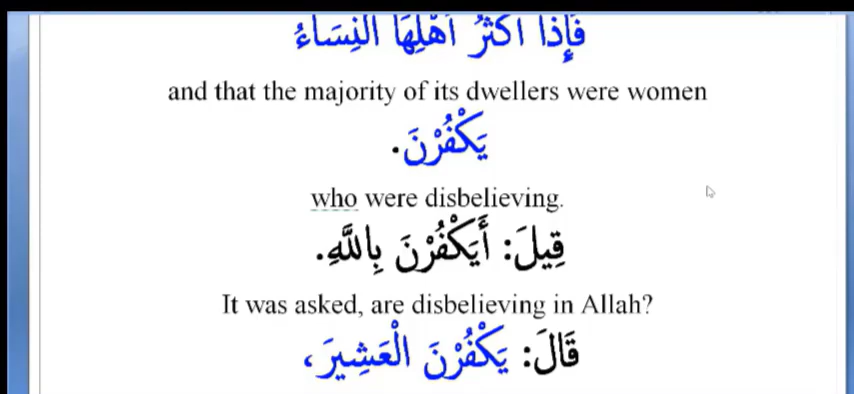 فَإِذَا أَكْثَرُ أَهْلِهَا النِّسَاءُ
and that the majority of its dwellers were women
يَكْفُرْنَ.
who were disbelieving.
قِيلَ: أَيَكْفُرْنَ بِاللَّهِ.
It was asked, are disbelieving in Allah?
قَالَ: يَكْفُرْنَ الْعَشِيرَ،